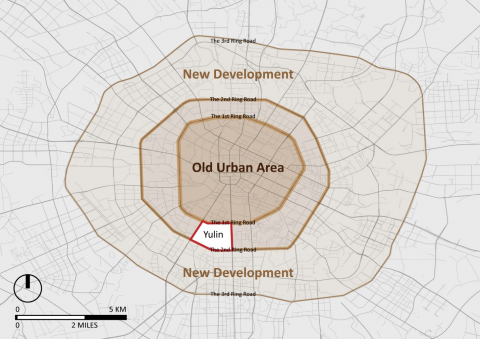 The 3rd Ring Road
New Development
The 2nd Ring Road
The 1st Ring Road
Old Urban Area
The 1st Ring Road
Yulin
The 2nd Ring Road
New Development
The 3rd Ring Road
0 5 KM
0 2 MILES